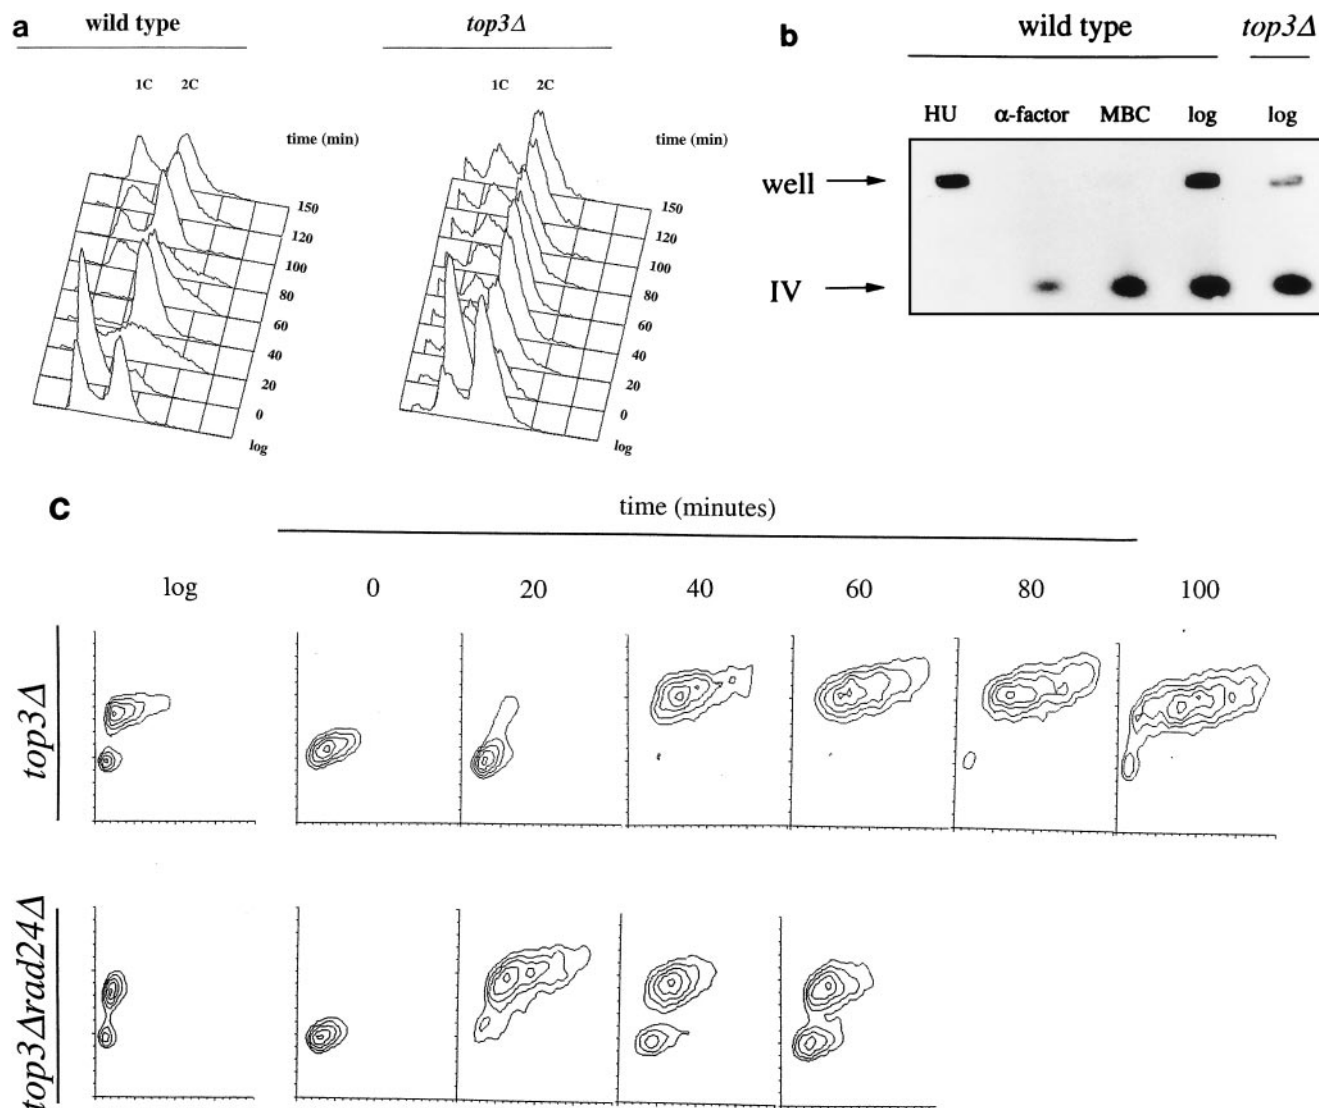 a
wild type
top3Δ
1C 2C
time (min)
150
120
100
80
60
40
20
0
log
1C 2C
time (min)
150
120
100
80
60
40
20
0
log
b
wild type
top3Δ
HU α-factor MBC log log
well
IV
c
time (minutes)
log 0 20 40 60 80 100
top3Δ
top3Δrad24Δ